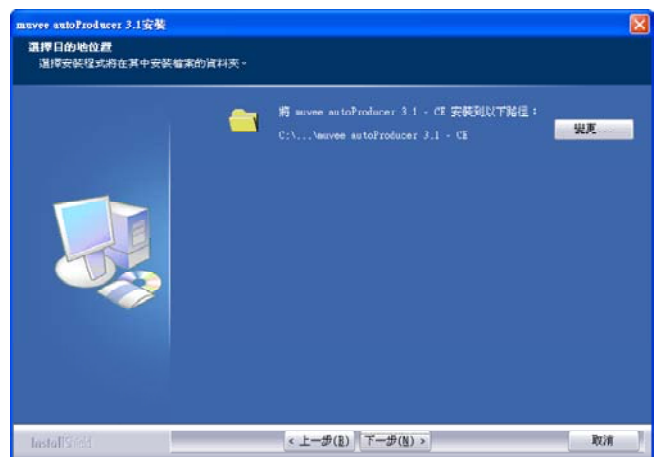 muvee autoProducer 3.1安裝
選擇目的地位置
選擇安裝程式將在其中安裝檔案的資料夾。
將 muvee autoProducer 3.1 - CE 安裝到以下路徑：
C:\...\muvee autoProducer 3.1 - CE
變更
InstallShield
< 上一步(B)
下一步(N) >
取消